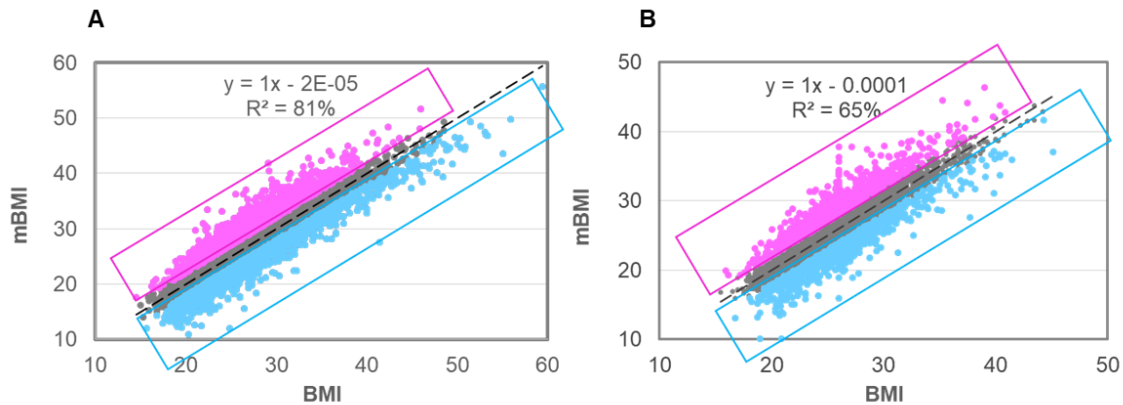 A
60
50
40
30
20
10
mBMI
y = 1x - 2E-05
R² = 81%
10 20 30 40 50 60
BMI
B
50
40
30
20
10
mBMI
y = 1x - 0.0001
R² = 65%
10 20 30 40 50
BMI